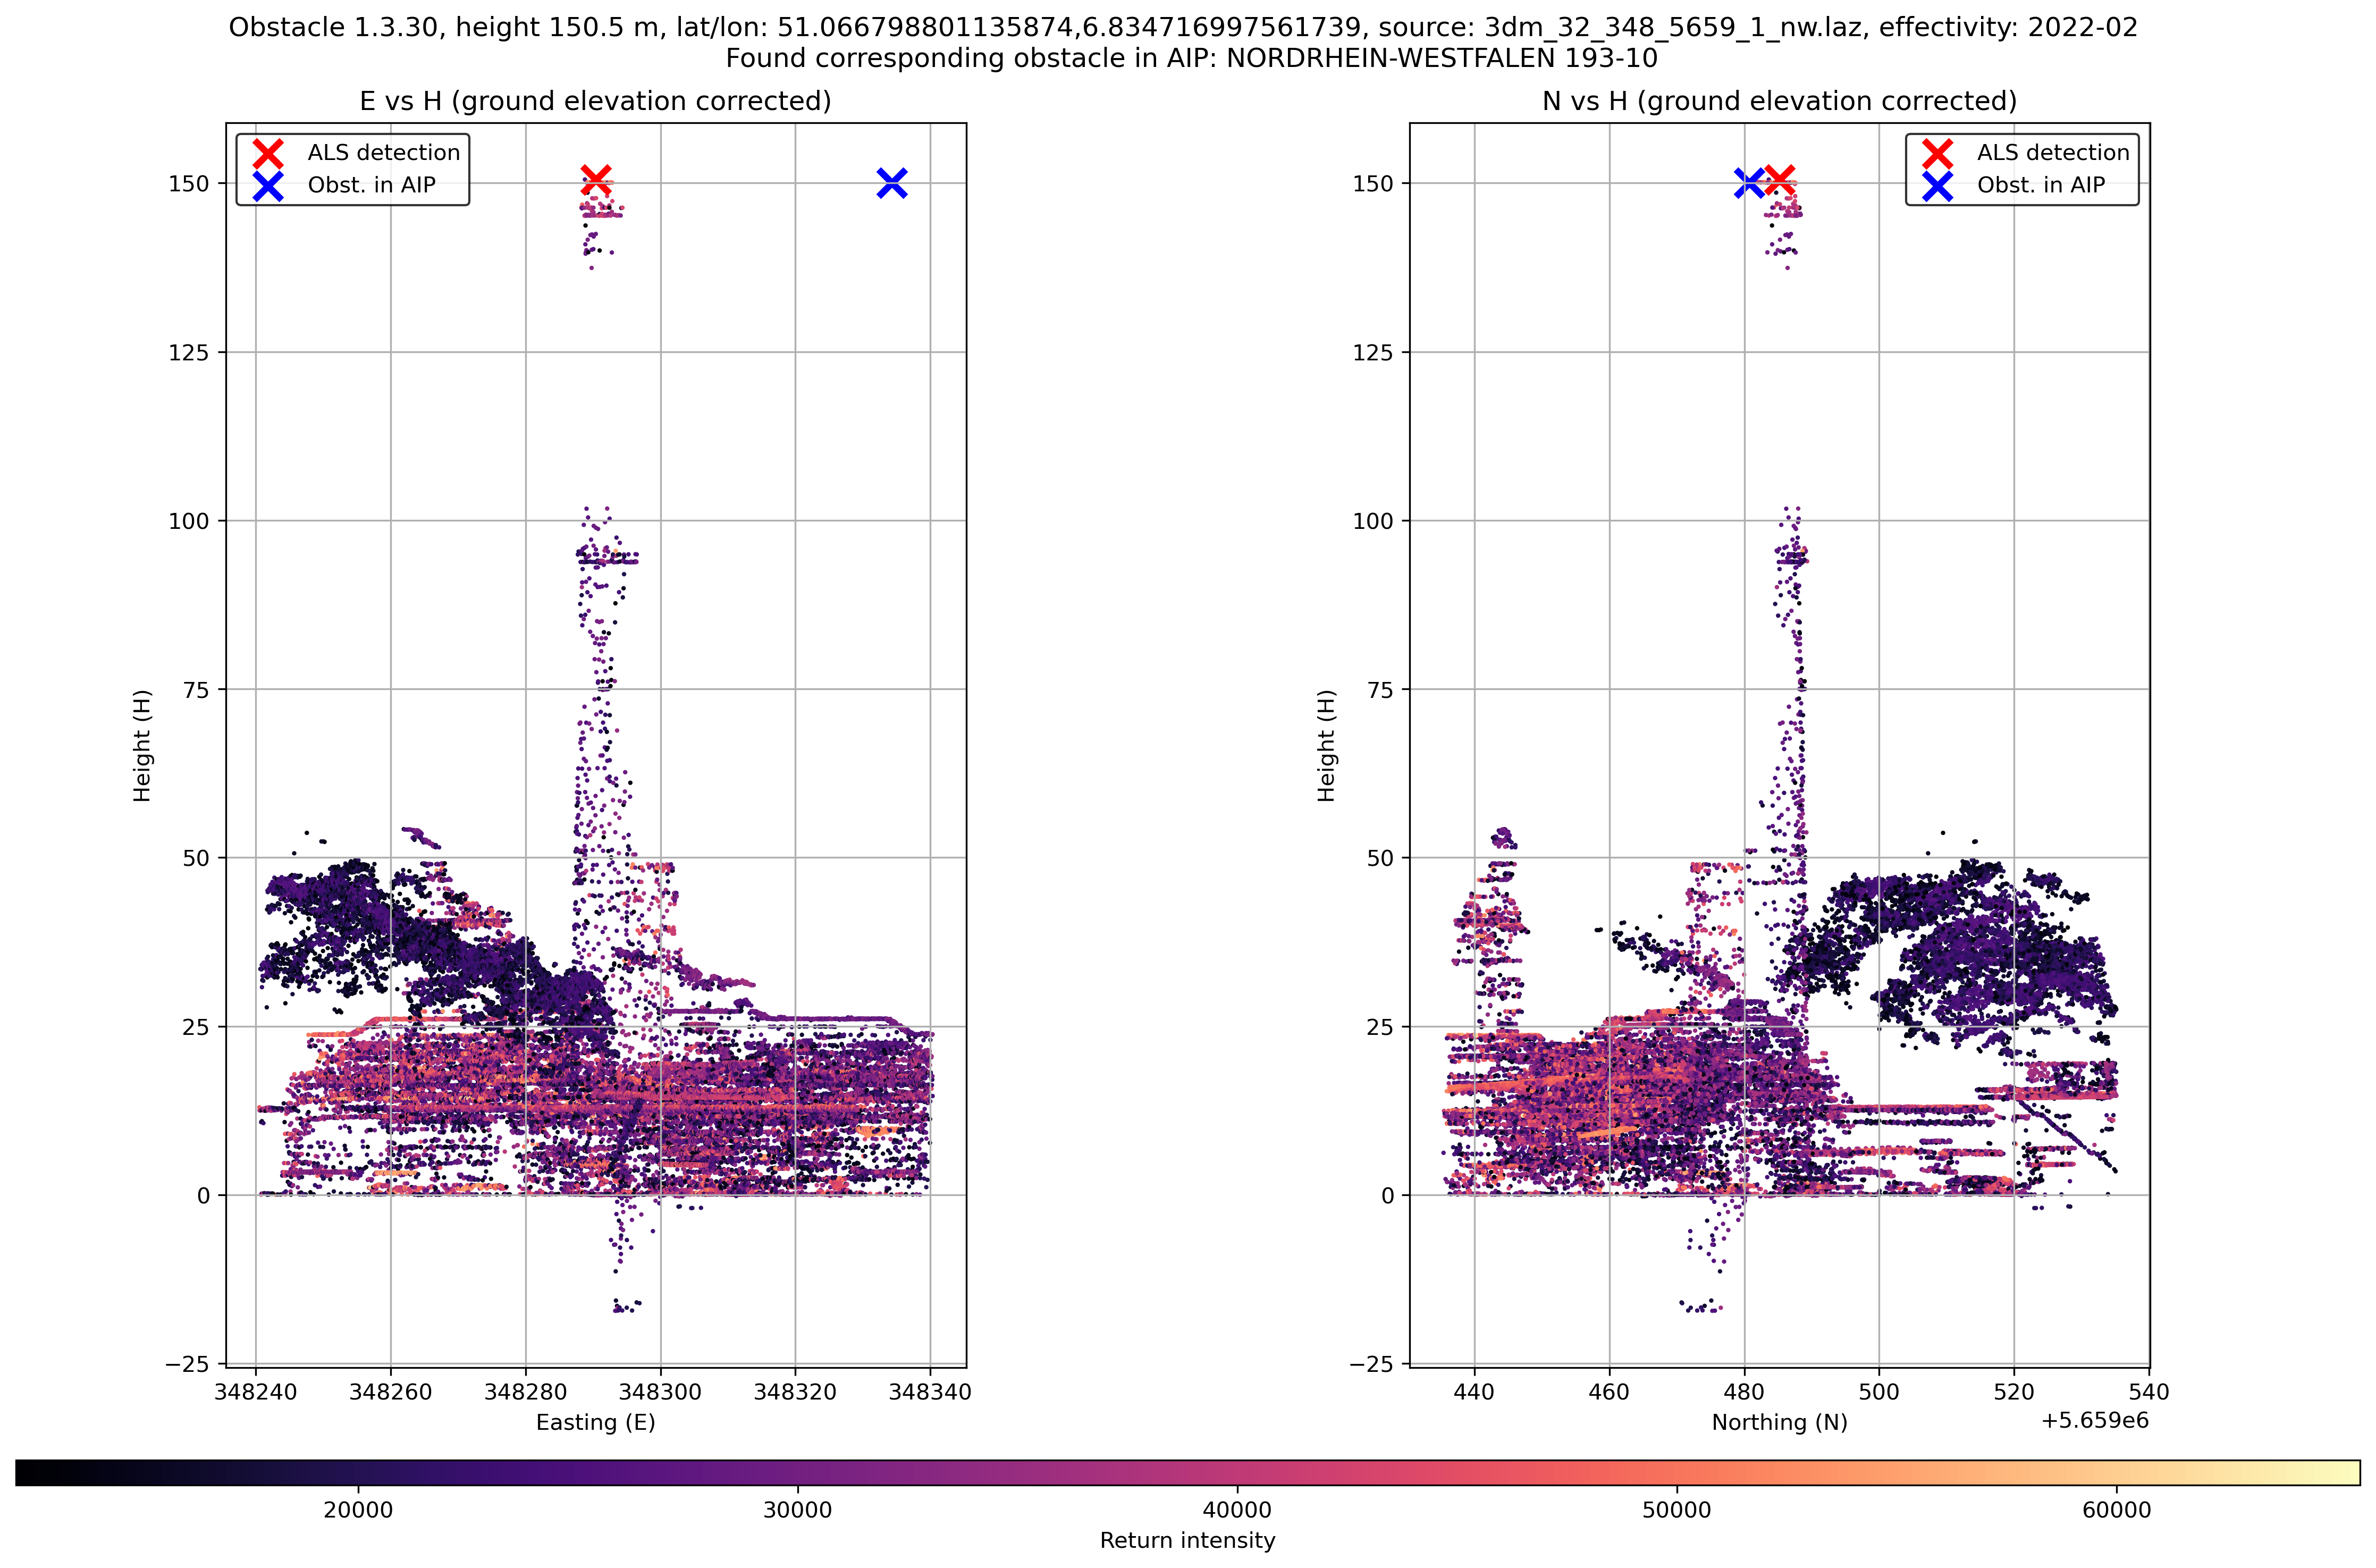 Obstacle 1.3.30, height 150.5 m, lat/lon: 51.066798801135874,6.834716997561739, source: 3dm_32_348_5659_1_nw.laz, effectivity: 2022-02
Found corresponding obstacle in AIP: NORDRHEIN-WESTFALEN 193-10
E vs H (ground elevation corrected)
ALS detection
Obst. in AIP
150
125
100
75
50
25
0
−25
Height (H)
348240 348260 348280 348300 348320 348340
Easting (E)
N vs H (ground elevation corrected)
ALS detection
Obst. in AIP
150
125
100
75
50
25
0
−25
Height (H)
440 460 480 500 520 540
Northing (N)
+5.659e6
20000 30000 40000 50000 60000
Return intensity